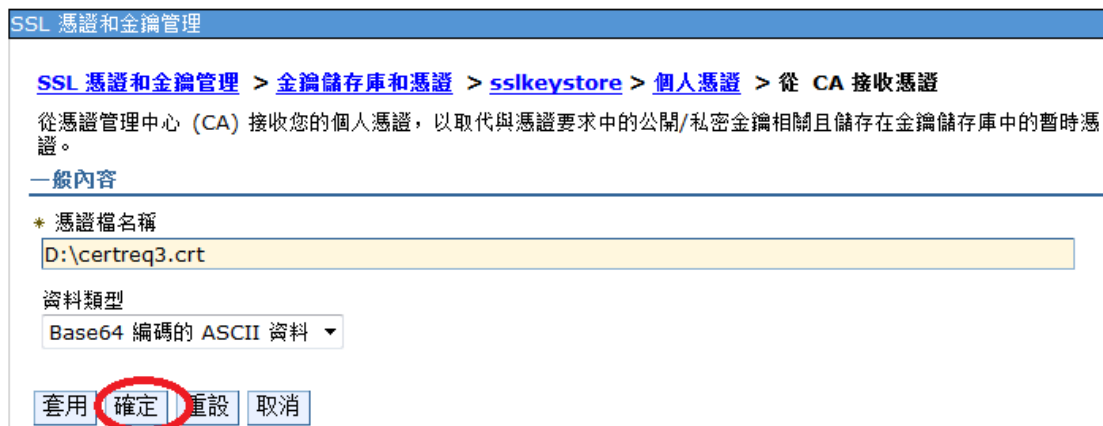 SSL 憑證和金鑰管理
SSL 憑證和金鑰管理 > 金鑰儲存庫和憑證 > sslkeystore > 個人憑證 > 從 CA 接收憑證
從憑證管理中心 (CA) 接收您的個人憑證，以取代與憑證要求中的公開/私密金鑰相關且儲存在金鑰儲存庫中的暫時憑
證。
一般內容
* 憑證檔名稱
D:\certreq3.crt
資料類型
Base64 編碼的 ASCII 資料
套用 確定 重設 取消